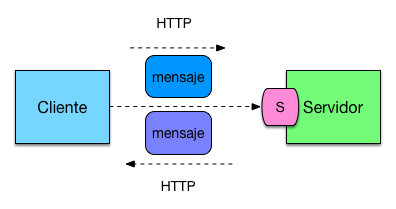 HTTP
mensaje
Cliente
S
Servidor
mensaje
HTTP